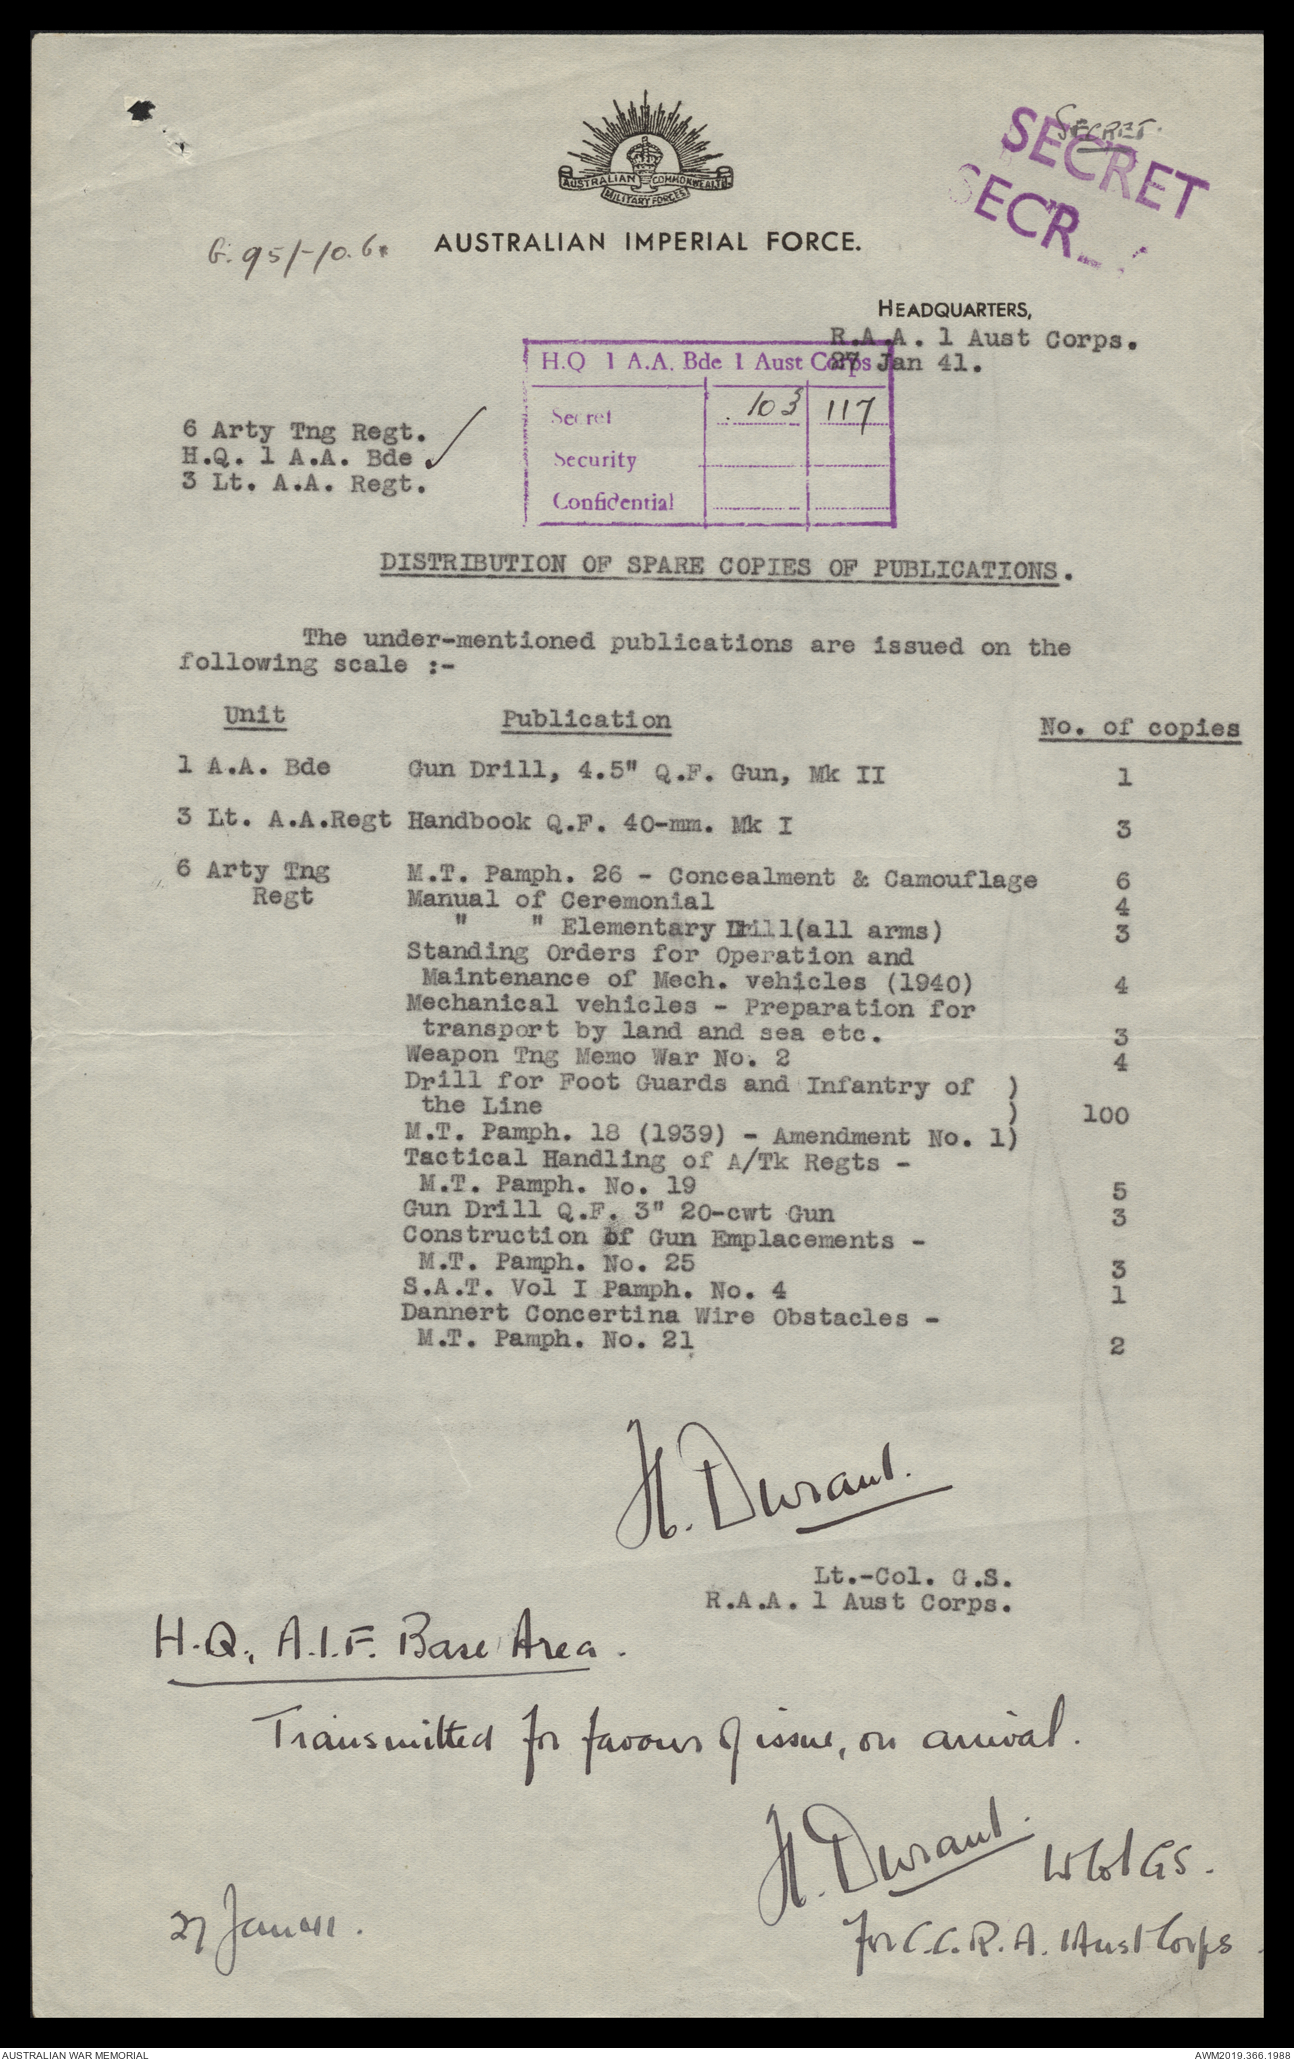 SECRET.
SECRET
SECR
AUSTRALIAN COMMONWEALTH
MILITARY FORCES
G. 951-10.6.
AUSTRALIAN IMPERIAL FORCE.
HEADQUARTERS,
R.A.A. 1 Aust Corps.
27 Jan 41.
H.Q 1 A.A. Bde 1 Aust Corps
Secret 103 117
Security
Confidential
6 Arty Tng Regt.
H.Q. 1 A.A. Bde ✓
3 Lt. A.A. Regt.
DISTRIBUTION OF SPARE COPIES OF PUBLICATIONS.
The under-mentioned publications are issued on the
following scale :-
Unit Publication No. of copies
1 A.A. Bde Gun Drill, 4.5" Q.F. Gun, Mk II 1
3 Lt. A.A.Regt Handbook Q.F. 40-mm. Mk I 3
6 Arty Tng M.T. Pamph. 26 - Concealment & Camouflage 6
Regt Manual of Ceremonial 4
" " Elementary Drill(all arms) 3
Standing Orders for Operation and
Maintenance of Mech. vehicles (1940) 4
Mechanical vehicles - Preparation for
transport by land and sea etc. 3
Weapon Tng Memo War No. 2 4
Drill for Foot Guards and Infantry of )
the Line ) 100
M.T. Pamph. 18 (1939) - Amendment No. 1)
Tactical Handling of A/Tk Regts -
M.T. Pamph. No. 19 5
Gun Drill Q.F. 3" 20-cwt Gun 3
Construction of Gun Emplacements -
M.T. Pamph. No. 25 3
S.A.T. Vol I Pamph. No. 4 1
Dannert Concertina Wire Obstacles -
M.T. Pamph. No. 21 2
H. Durant.
Lt.-Col. G.S.
R.A.A. 1 Aust Corps.
H.Q., A.I.F. Base Area.
Transmitted for favour of issue, on arrival.
H. Durant. Lt Col GS.
27 Jan 41.
for C.C.R.A. 1 Aust Corps
AUSTRALIAN WAR MEMORIAL
AWM2019.366.1988